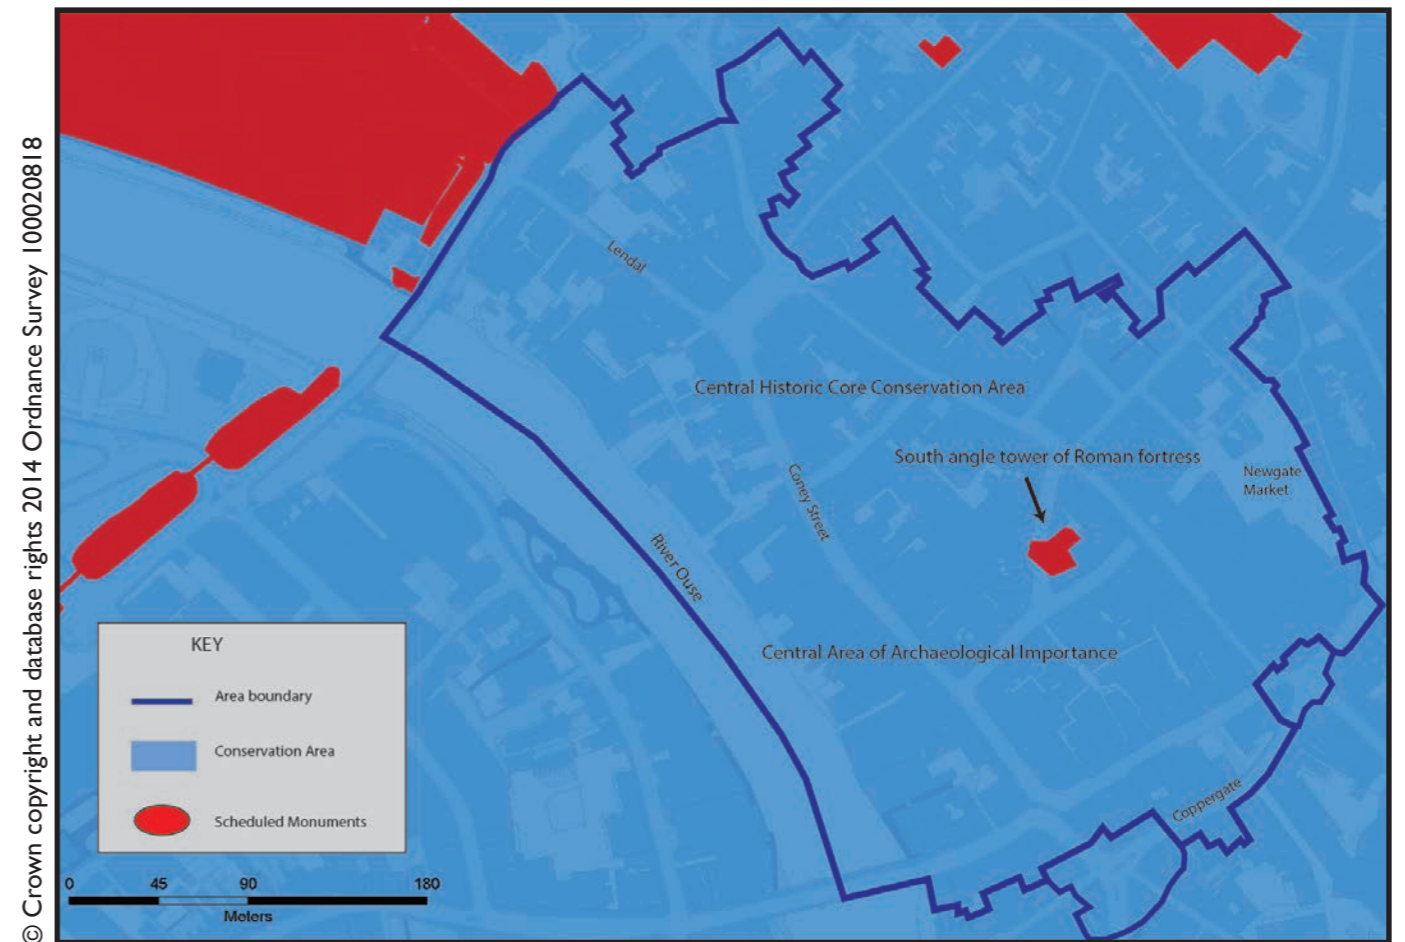 © Crown copyright and database rights 2014 Ordnance Survey 100020818
Lendal
Central Historic Core Conservation Area
South angle tower of Roman fortress
Newgate
Market
Coney Street
River Ouse
Central Area of Archaeological Importance
Coppergate
KEY
Area boundary
Conservation Area
Scheduled Monuments
0 45 90 180
Meters